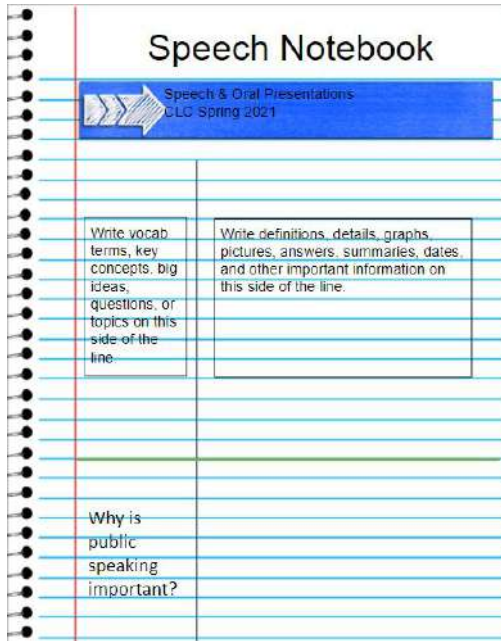 Speech Notebook
Speech & Oral Presentations
CLC Spring 2021
Write vocab
terms, key
concepts, big
ideas,
questions, or
topics on this
side of the
line.
Write definitions, details, graphs,
pictures, answers, summaries, dates,
and other important information on
this side of the line.
Why is
public
speaking
important?